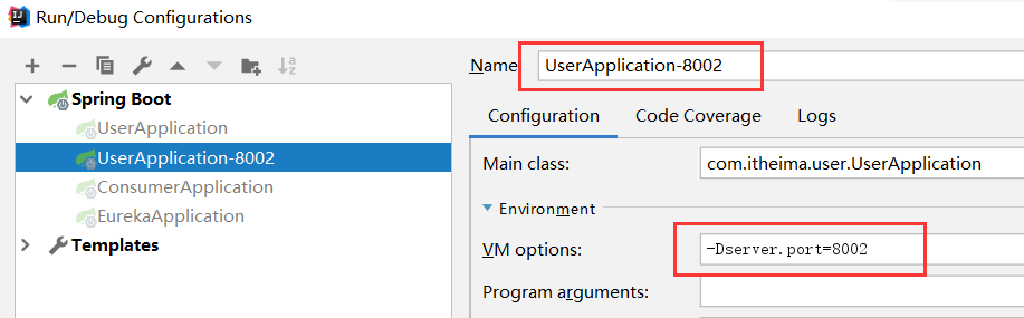 Run/Debug Configurations
Name
UserApplication-8002
Spring Boot
UserApplication
UserApplication-8002
ConsumerApplication
EurekaApplication
Templates
Configuration
Code Coverage
Logs
Main class:
com.itheima.user.UserApplication
Environment
VM options:
-Dserver.port=8002
Program arguments: